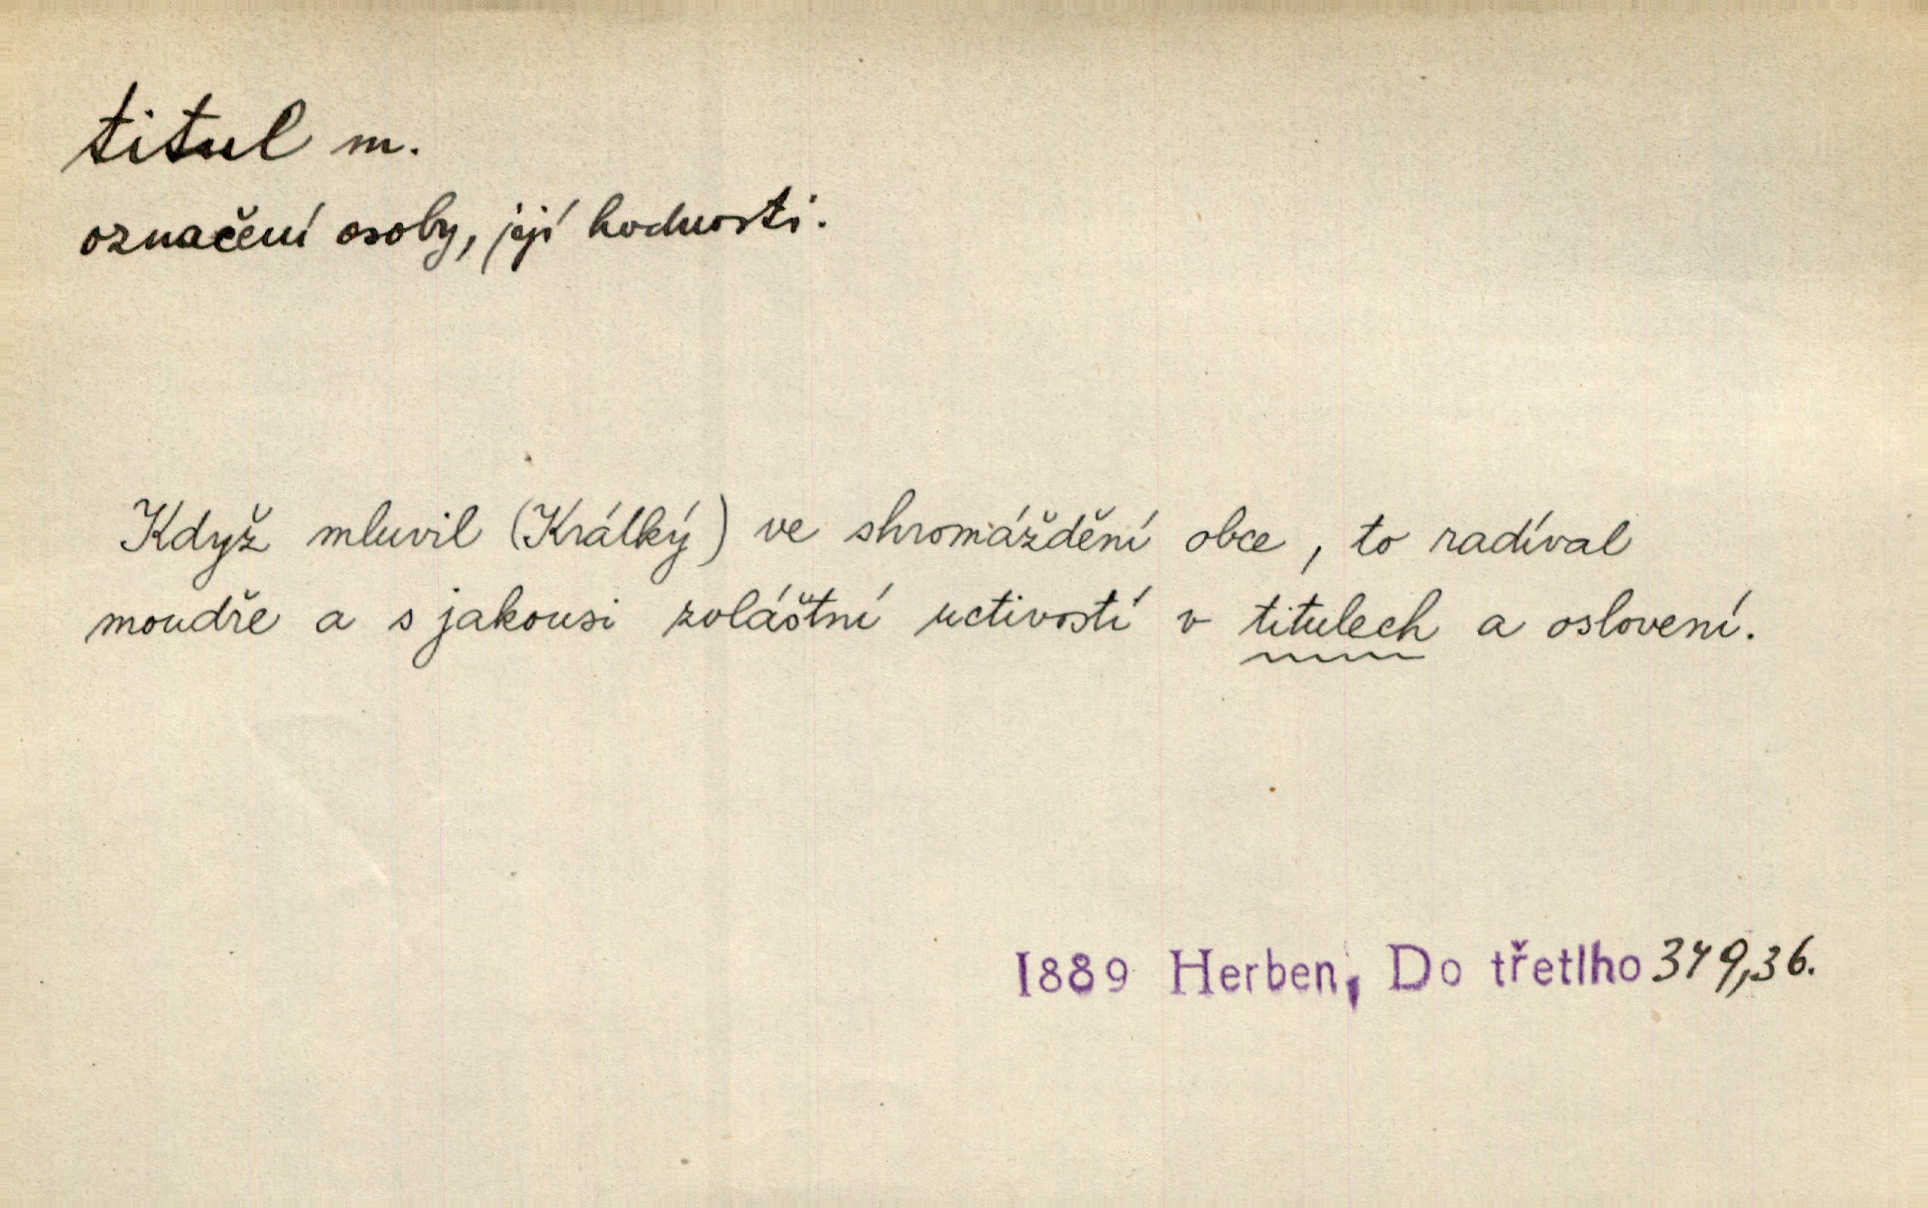 titul m.
označení osoby, její hodnosti.
Když mluvil (Králký) ve shromáždění obce, to radíval
moudře a s jakousi zvláštní uctivostí v titulech a oslovení.
1889 Herben, Do třetího 349,36.